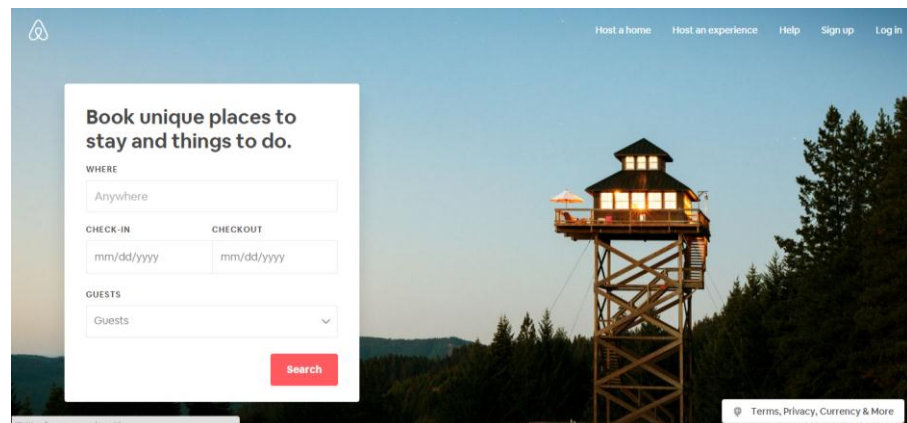 Host a home
Host an experience
Help
Sign up
Log in
Book unique places to
stay and things to do.
WHERE
Anywhere
CHECK-IN
CHECKOUT
mm/dd/yyyy
mm/dd/yyyy
GUESTS
Guests
Search
Terms, Privacy, Currency & More